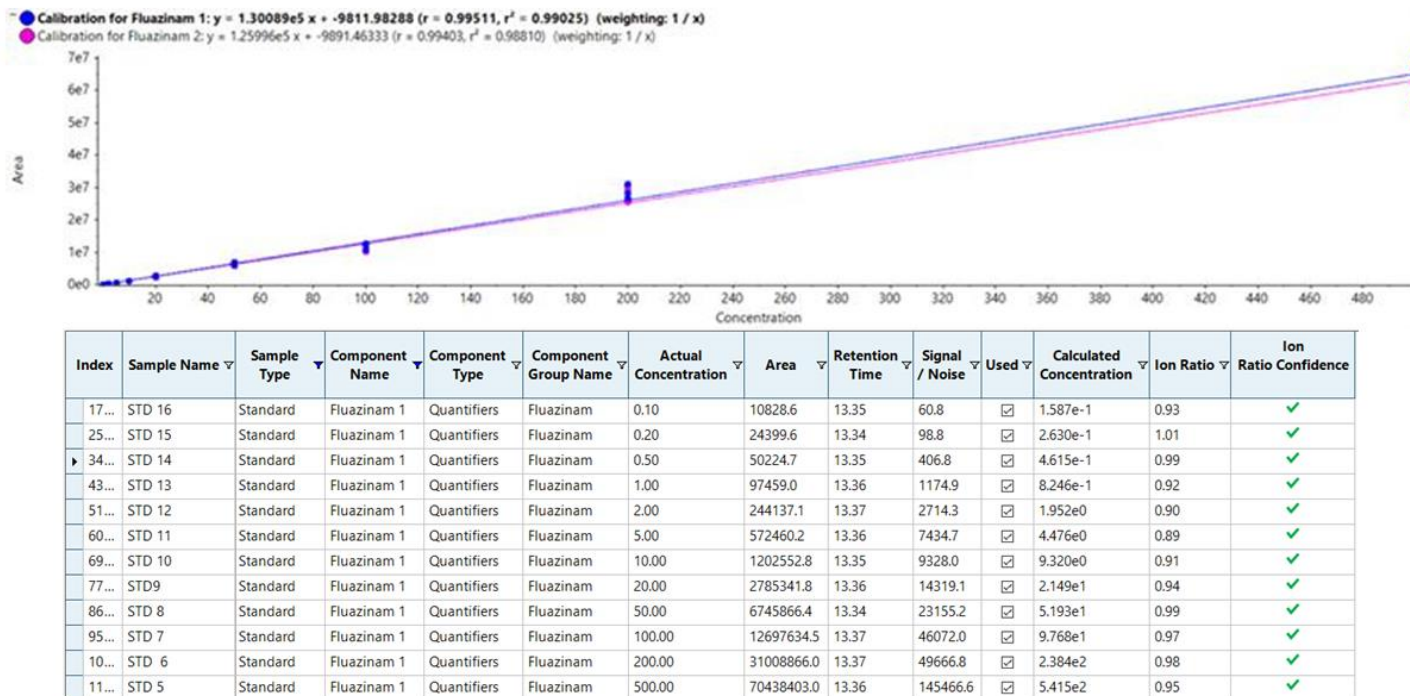 Calibration for Fluazinam 1: y = 1.30089e5 x + -9811.98288 (r = 0.99511, r² = 0.99025) (weighting: 1 / x)
Calibration for Fluazinam 2: y = 1.25996e5 x + -9891.46333 (r = 0.99403, r² = 0.98810) (weighting: 1 / x)
7e7
6e7
5e7
4e7
3e7
2e7
1e7
0e0
Area
20 40 60 80 100 120 140 160 180 200 220 240 260 280 300 320 340 360 380 400 420 440 460 480
Concentration
Index Sample Name Sample Type Component Name Component Type Component Group Name Actual Concentration Area Retention Time Signal / Noise Used Calculated Concentration Ion Ratio Ion Ratio Confidence
17... STD 16 Standard Fluazinam 1 Quantifiers Fluazinam 0.10 10828.6 13.35 60.8 1.587e-1 0.93
25... STD 15 Standard Fluazinam 1 Quantifiers Fluazinam 0.20 24399.6 13.34 98.8 2.630e-1 1.01
34... STD 14 Standard Fluazinam 1 Quantifiers Fluazinam 0.50 50224.7 13.35 406.8 4.615e-1 0.99
43... STD 13 Standard Fluazinam 1 Quantifiers Fluazinam 1.00 97459.0 13.36 1174.9 8.246e-1 0.92
51... STD 12 Standard Fluazinam 1 Quantifiers Fluazinam 2.00 244137.1 13.37 2714.3 1.952e0 0.90
60... STD 11 Standard Fluazinam 1 Quantifiers Fluazinam 5.00 572460.2 13.36 7434.7 4.476e0 0.89
69... STD 10 Standard Fluazinam 1 Quantifiers Fluazinam 10.00 1202552.8 13.35 9328.0 9.320e0 0.91
77... STD9 Standard Fluazinam 1 Quantifiers Fluazinam 20.00 2785341.8 13.36 14319.1 2.149e1 0.94
86... STD 8 Standard Fluazinam 1 Quantifiers Fluazinam 50.00 6745866.4 13.34 23155.2 5.193e1 0.99
95... STD 7 Standard Fluazinam 1 Quantifiers Fluazinam 100.00 12697634.5 13.37 46072.0 9.768e1 0.97
10... STD 6 Standard Fluazinam 1 Quantifiers Fluazinam 200.00 31008866.0 13.37 49666.8 2.384e2 0.98
11... STD 5 Standard Fluazinam 1 Quantifiers Fluazinam 500.00 70438403.0 13.36 145466.6 5.415e2 0.95